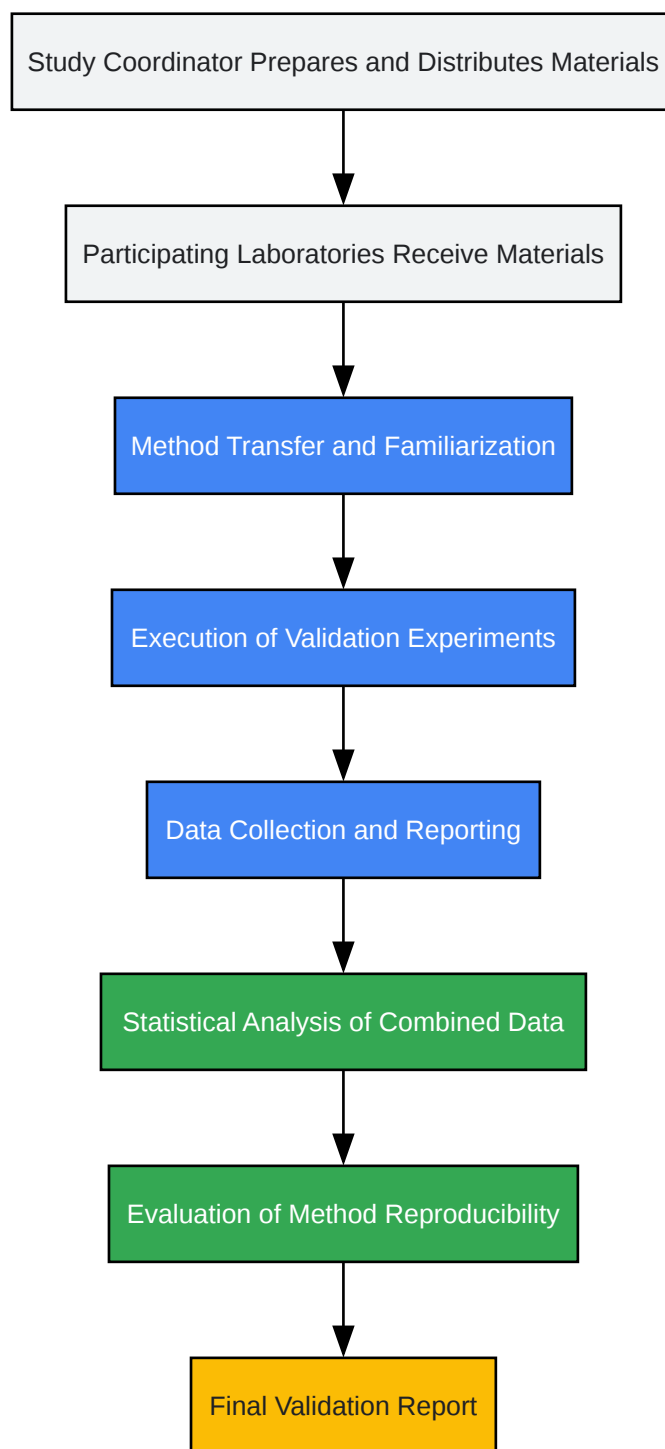 Study Coordinator Prepares and Distributes Materials
Participating Laboratories Receive Materials
Method Transfer and Familiarization
Execution of Validation Experiments
Data Collection and Reporting
Statistical Analysis of Combined Data
Evaluation of Method Reproducibility
Final Validation Report